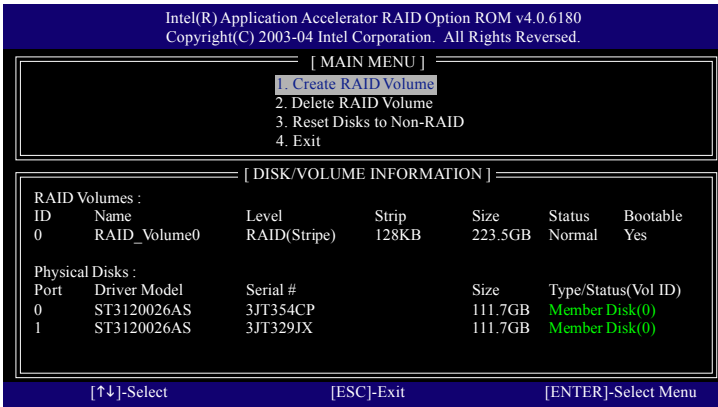 Intel(R) Application Accelerator RAID Option ROM v4.0.6180
Copyright(C) 2003-04 Intel Corporation. All Rights Reversed.
[ MAIN MENU ]
1. Create RAID Volume
2. Delete RAID Volume
3. Reset Disks to Non-RAID
4. Exit
[ DISK/VOLUME INFORMATION ]
RAID Volumes :
ID Name Level Strip Size Status Bootable
0 RAID_Volume0 RAID(Stripe) 128KB 223.5GB Normal Yes
Physical Disks :
Port Driver Model Serial # Size Type/Status(Vol ID)
0 ST3120026AS 3JT354CP 111.7GB Member Disk(0)
1 ST3120026AS 3JT329JX 111.7GB Member Disk(0)
[↑↓]-Select [ESC]-Exit [ENTER]-Select Menu